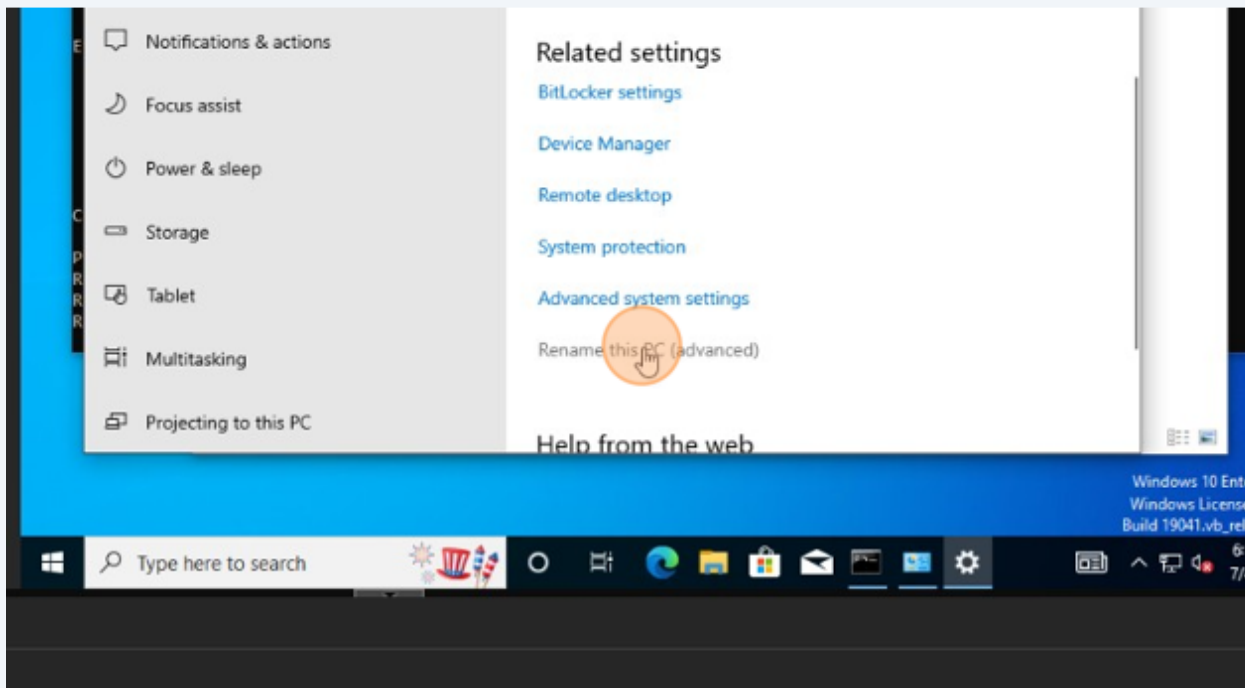 E
Notifications & actions
Focus assist
Power & sleep
C
Storage
P
R
Tablet
R
R
Multitasking
Projecting to this PC
Related settings
BitLocker settings
Device Manager
Remote desktop
System protection
Advanced system settings
Rename this PC (advanced)
Help from the web
Windows 10 Ent
Windows License
Build 19041.vb_rel
Type here to search
6:
7/